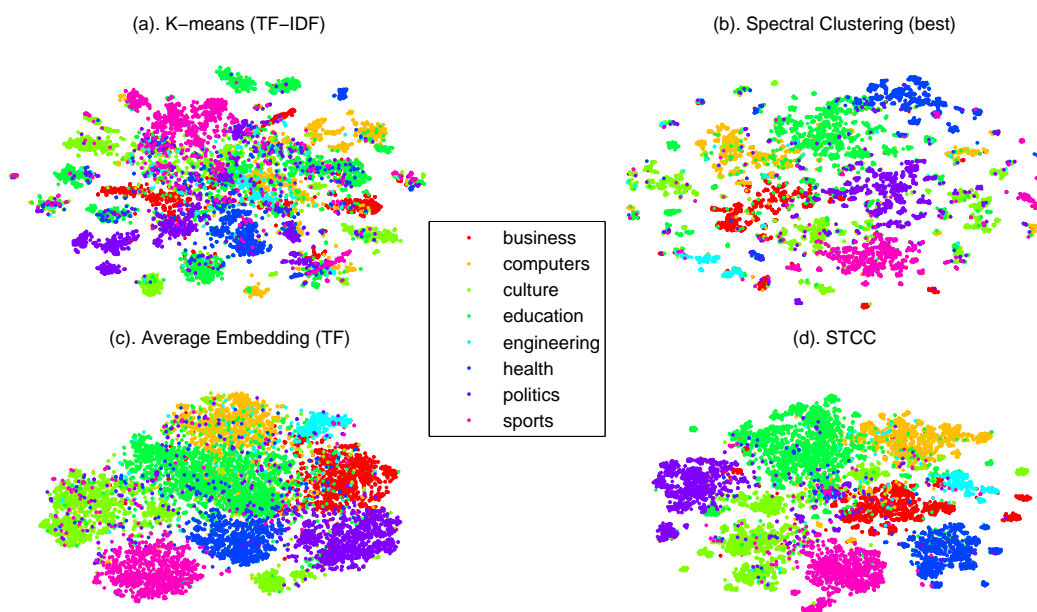 (a). K−means (TF−IDF)
(b). Spectral Clustering (best)
business
computers
culture
education
engineering
health
politics
sports
(c). Average Embedding (TF)
(d). STCC